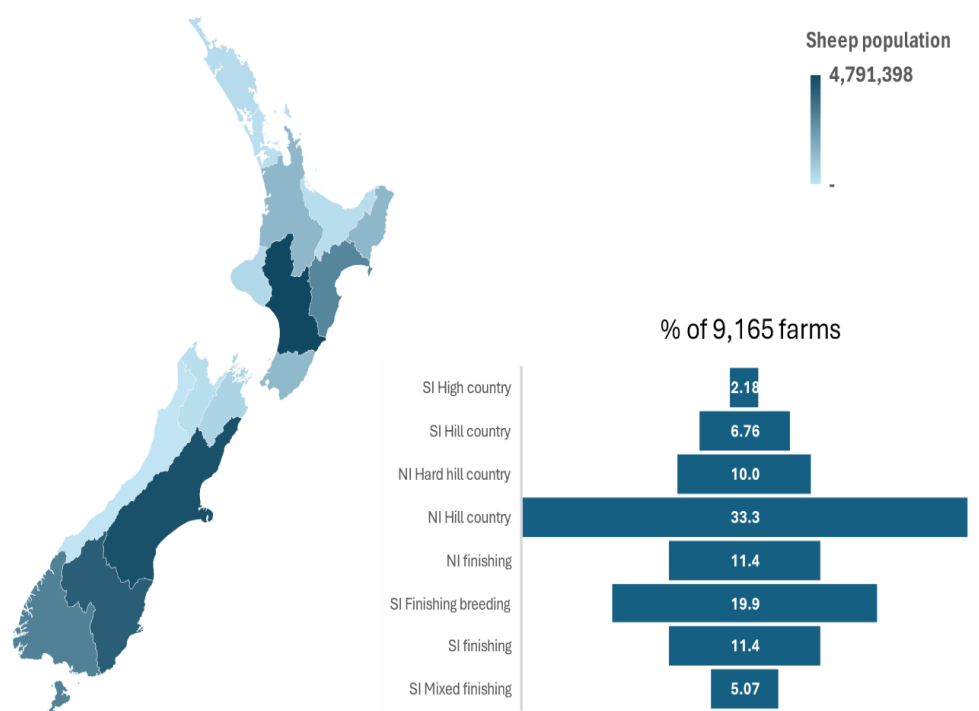 Sheep population
4,791,398
-
% of 9,165 farms
SI High country
2.18
SI Hill country
6.76
NI Hard hill country
10.0
NI Hill country
33.3
NI finishing
11.4
SI Finishing breeding
19.9
SI finishing
11.4
SI Mixed finishing
5.07